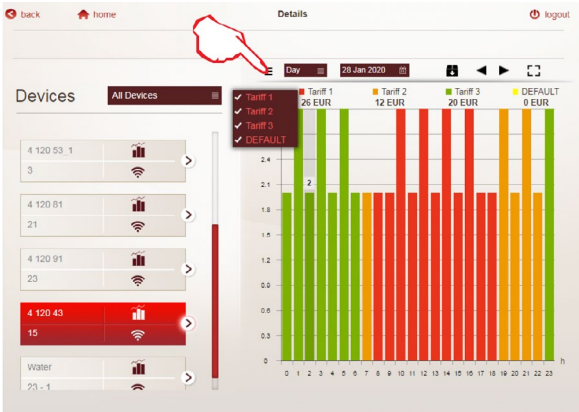 back home Details logout
Day 28 Jan 2020
Devices All Devices
Tariff 1
Tariff 2
Tariff 3
DEFAULT
Tariff 1 Tariff 2 Tariff 3 DEFAULT
26 EUR 12 EUR 20 EUR 0 EUR
4 120 53_1
3
4 120 81
21
4 120 91
23
4 120 43
15
Water
23 - 1
2.4
2.1
2
1.8
1.5
1.2
0.9
0.6
0.3
0
h
0 1 2 3 4 5 6 7 8 9 10 11 12 13 14 15 16 17 18 19 20 21 22 23